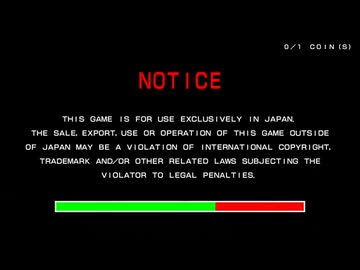 0/1 COIN(S)
NOTICE
THIS GAME IS FOR USE EXCLUSIVELY IN JAPAN.
THE SALE, EXPORT, USE OR OPERATION OF THIS GAME OUTSIDE
OF JAPAN MAY BE A VIOLATION OF INTERNATIONAL COPYRIGHT,
TRADEMARK AND/OR OTHER RELATED LAWS SUBJECTING THE
VIOLATOR TO LEGAL PENALTIES.